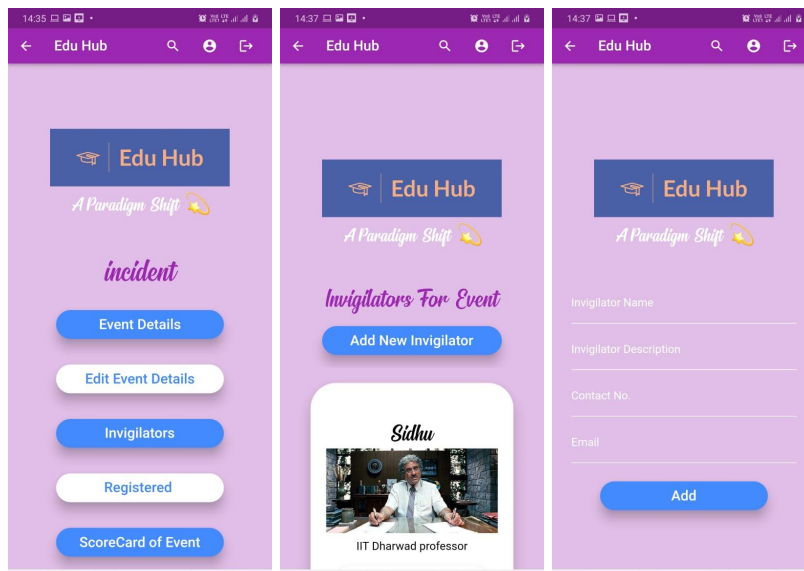 14:35
Edu Hub
Edu Hub
A Paradigm Shift
incident
Event Details
Edit Event Details
Invigilators
Registered
ScoreCard of Event
14:37
Edu Hub
Edu Hub
A Paradigm Shift
Invigilators For Event
Add New Invigilator
Sidhu
IIT Dharwad professor
14:37
Edu Hub
Edu Hub
A Paradigm Shift
Invigilator Name
Invigilator Description
Contact No.
Email
Add